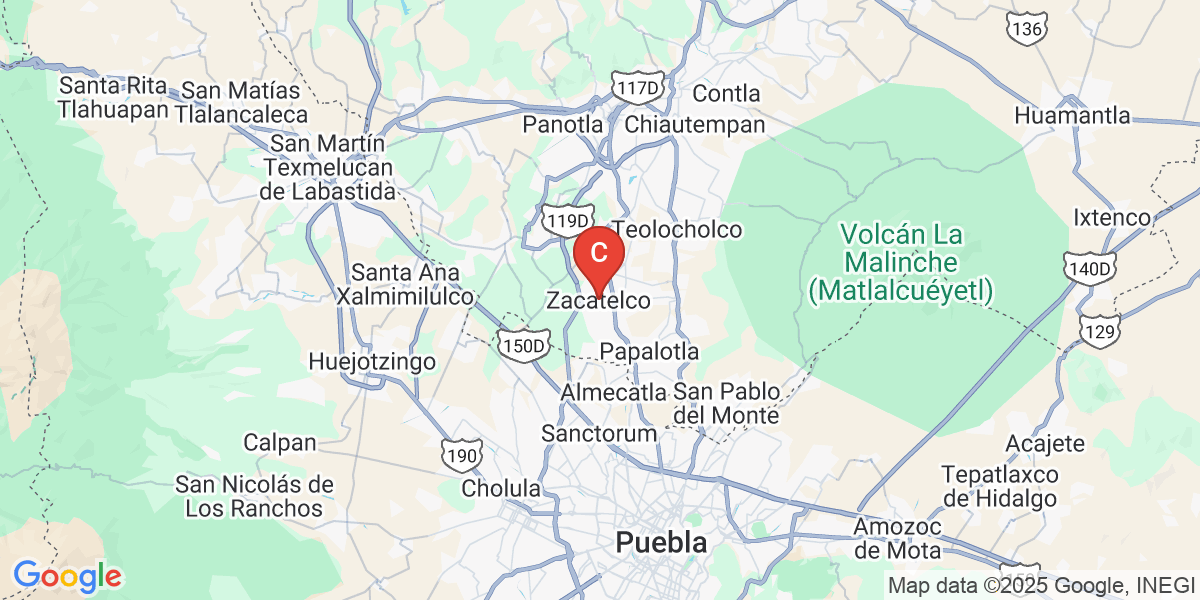 136
117D
Contla
Santa Rita
Tlahuapan
San Matías
Tlalancaleca
Panotla
Chiautempan
Huamantla
San Martín
Texmelucan
de Labastida
119D
Teolocholco
Ixtenco
Volcán La
Malinche
(Matlalcuéyetl)
C
140D
Santa Ana
Xalmimilulco
Zacatelco
129
150D
Papalotla
Huejotzingo
Almecatla
San Pablo
del Monte
Sanctorum
Calpan
190
Acajete
Cholula
San Nicolás de
Los Ranchos
Tepatlaxco
de Hidalgo
Puebla
Amozoc
de Mota
Google
Map data ©2025 Google, INEGI